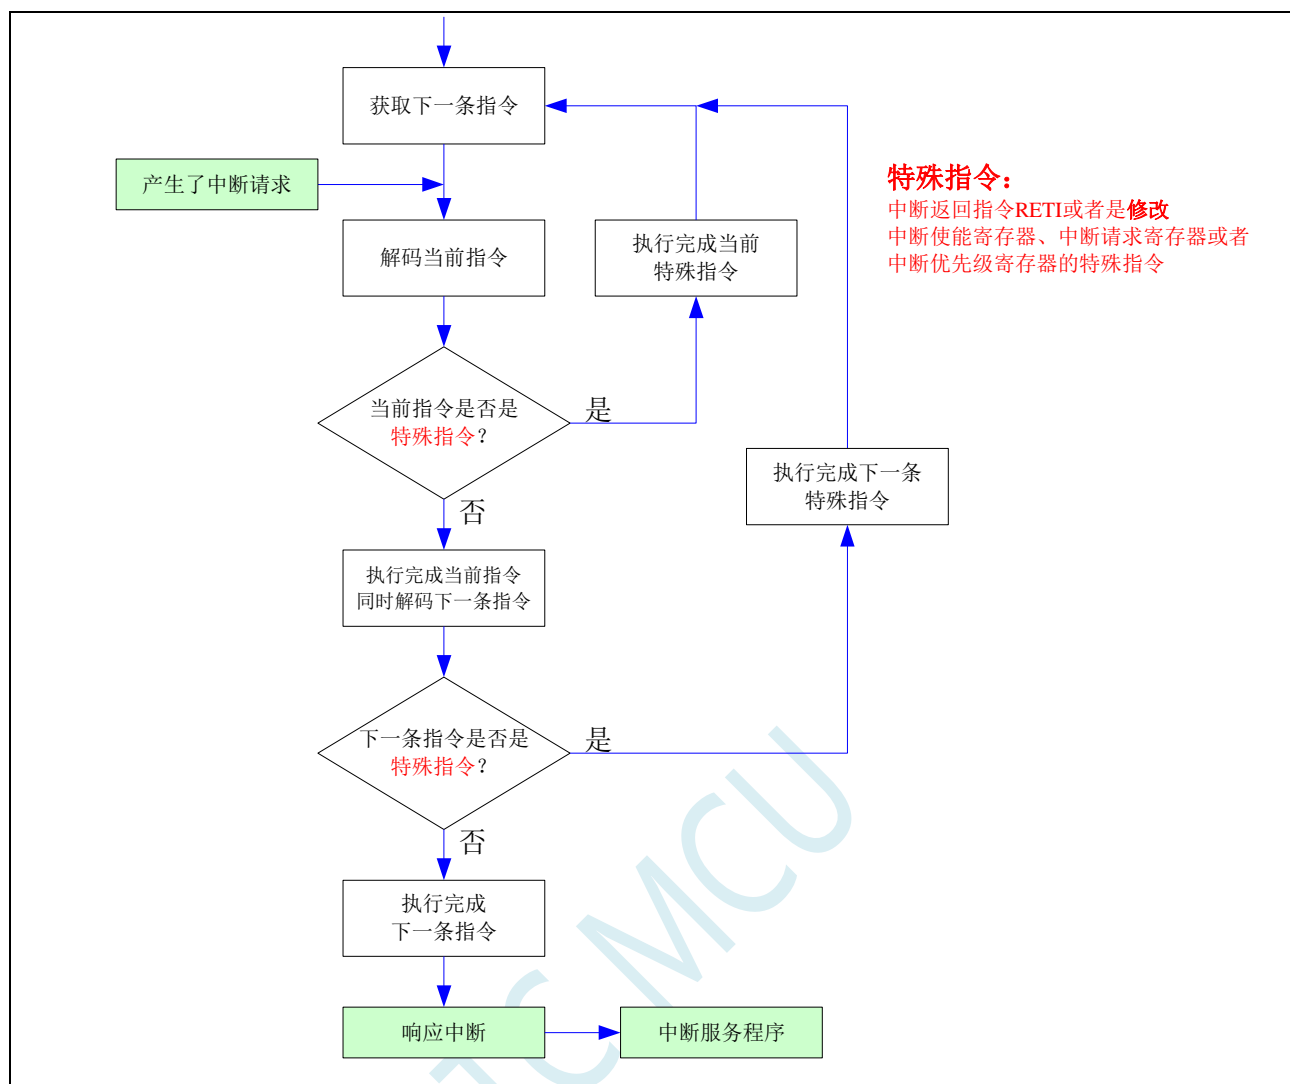 获取下一条指令
产生了中断请求
特殊指令：
中断返回指令RETI或者是修改
中断使能寄存器、中断请求寄存器或者
中断优先级寄存器的特殊指令
解码当前指令
执行完成当前
特殊指令
当前指令是否是
特殊指令？
是
否
执行完成下一条
特殊指令
执行完成当前指令
同时解码下一条指令
下一条指令是否是
特殊指令？
是
否
执行完成
下一条指令
响应中断
中断服务程序
MCU